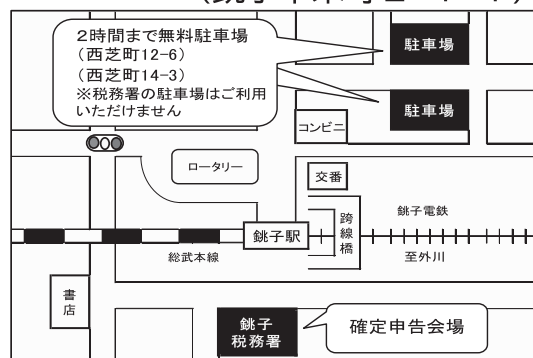 2時間まで無料駐車場
(西芝町12-6)
(西芝町14-3)
※税務署の駐車場はご利用
いただけません
駐車場
駐車場
コンビニ
ロータリー
交番
銚子電鉄
跨線橋
銚子駅
総武本線
至外川
書店
銚子
税務署
確定申告会場